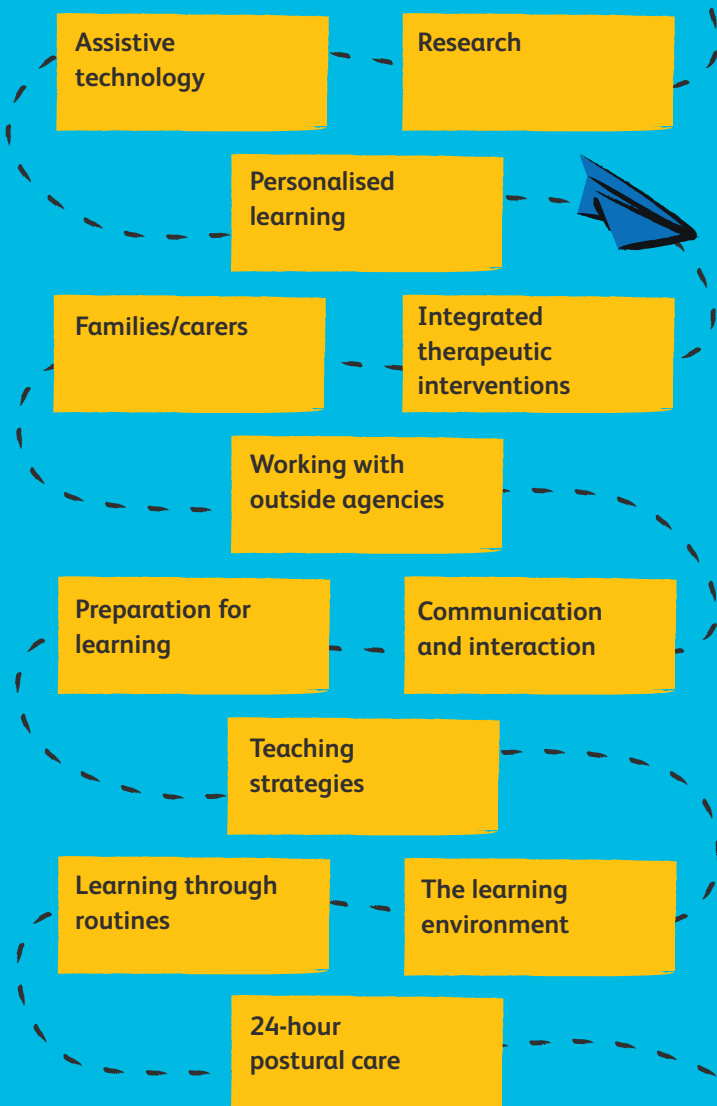 Assistive
technology
Research
Personalised
learning
Families/carers
Integrated
therapeutic
interventions
Working with
outside agencies
Preparation for
learning
Communication
and interaction
Teaching
strategies
Learning through
routines
The learning
environment
24-hour
postural care